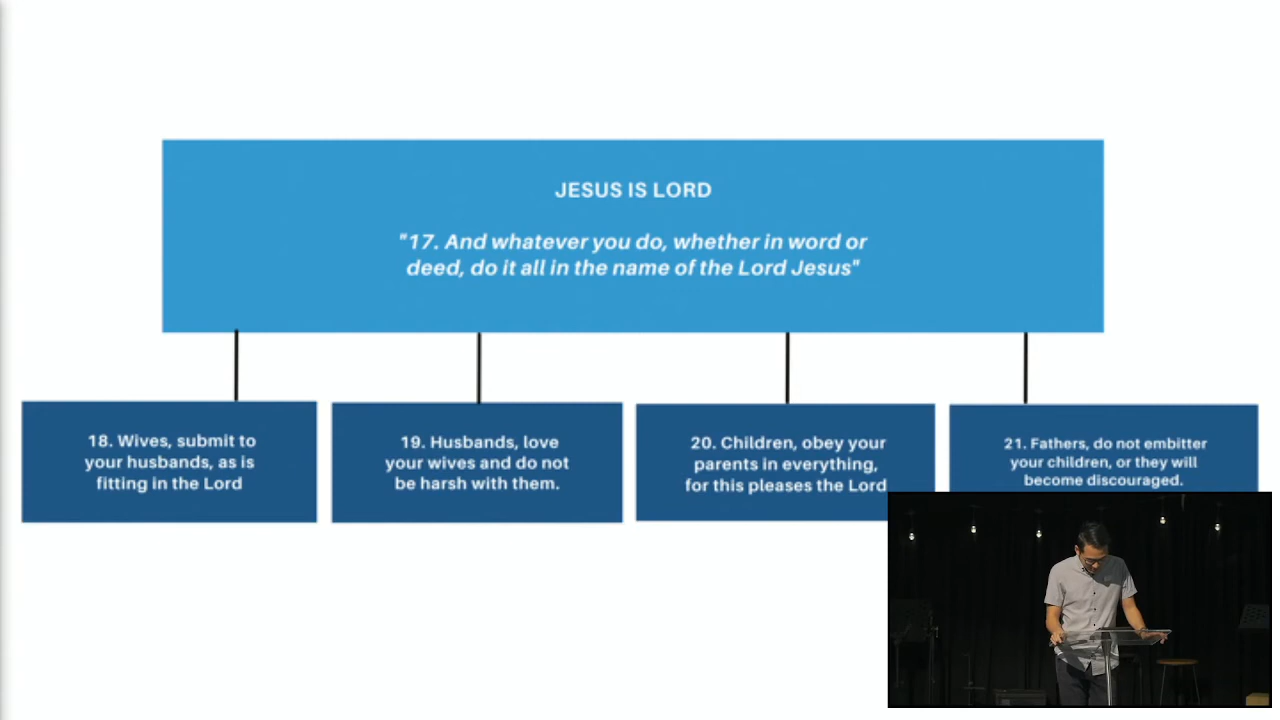 JESUS IS LORD
"17. And whatever you do, whether in word or
deed, do it all in the name of the Lord Jesus"
18. Wives, submit to
your husbands, as is
fitting in the Lord
19. Husbands, love
your wives and do not
be harsh with them.
20. Children, obey your
parents in everything,
for this pleases the Lord
21. Fathers, do not embitter
your children, or they will
become discouraged.